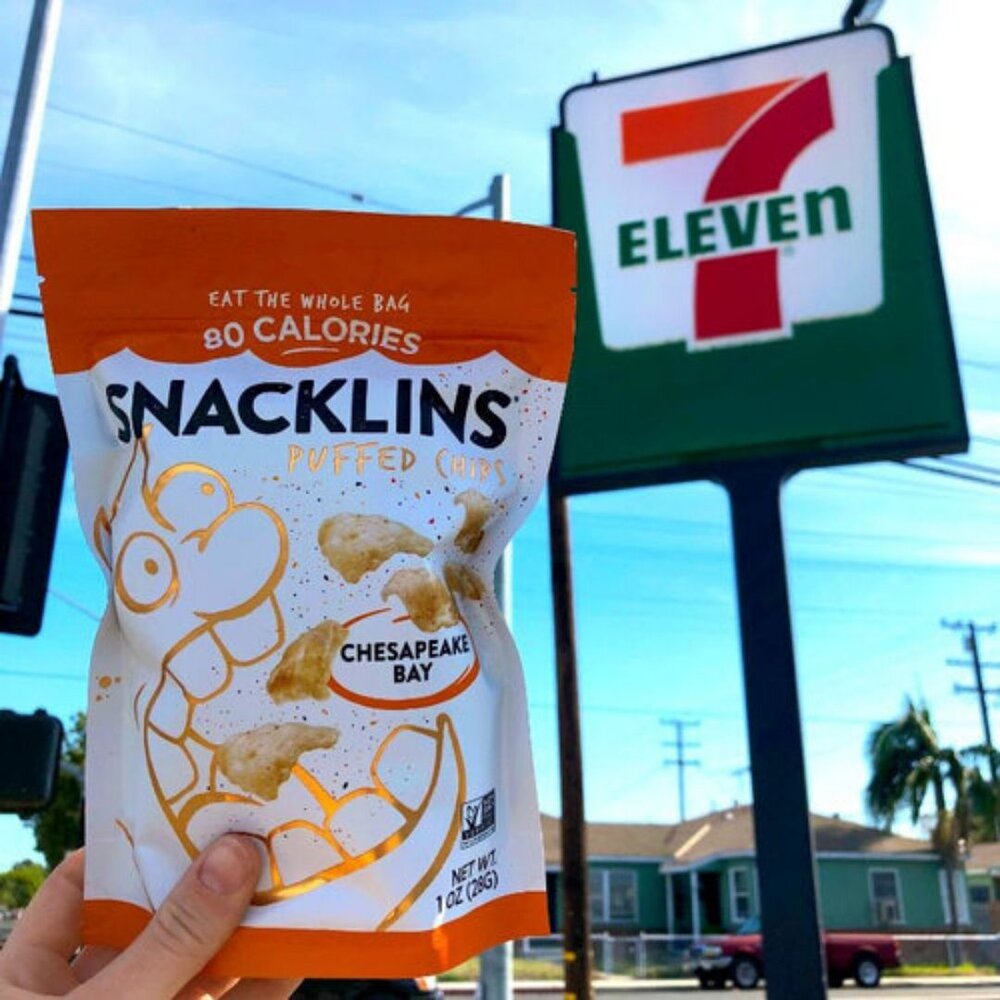 EAT THE WHOLE BAG
80 CALORIES
SNACKLINS
PUFFED CHIPS
CHESAPEAKE
BAY
NET WT.
1 OZ (28G)
7
ELEVEn